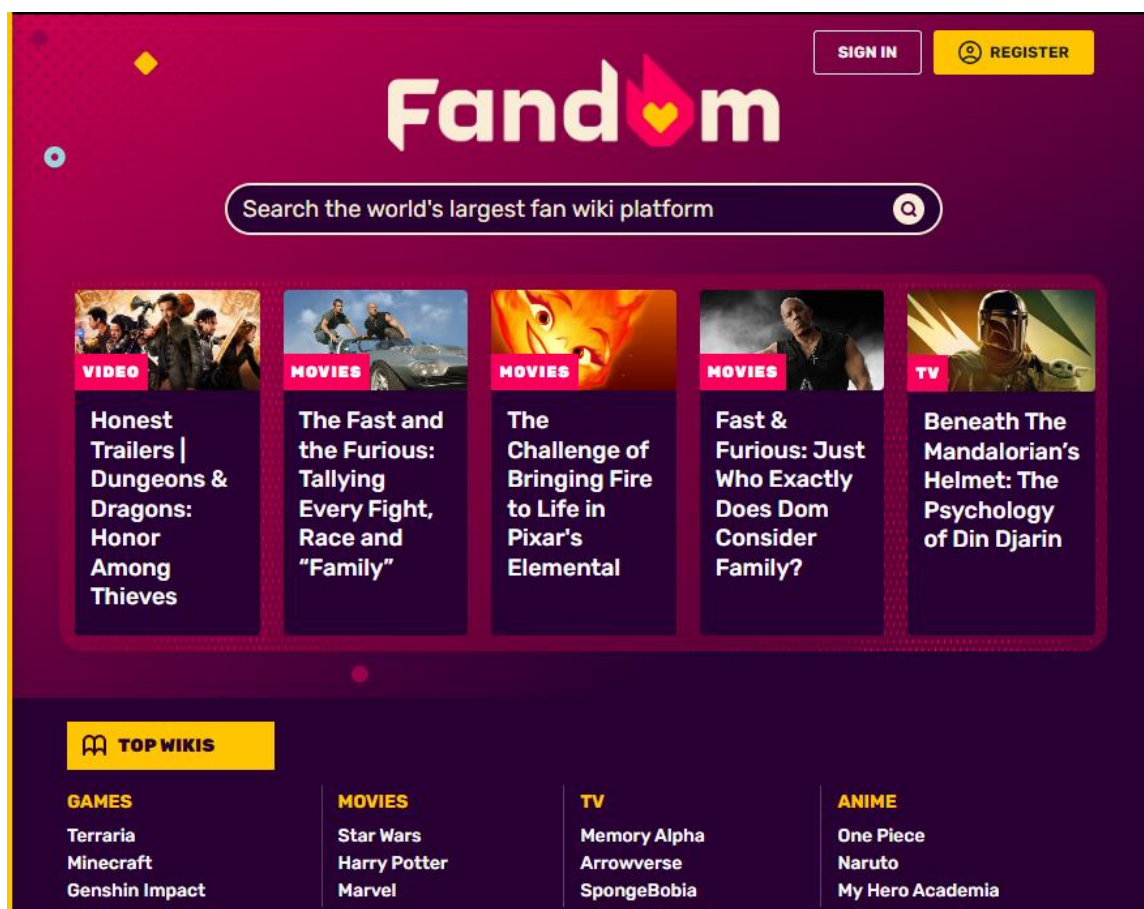 SIGN IN
REGISTER
Fandom
Search the world's largest fan wiki platform
VIDEO
Honest
Trailers |
Dungeons &
Dragons:
Honor
Among
Thieves
MOVIES
The Fast and
the Furious:
Tallying
Every Fight,
Race and
“Family”
MOVIES
The
Challenge of
Bringing Fire
to Life in
Pixar's
Elemental
MOVIES
Fast &
Furious: Just
Who Exactly
Does Dom
Consider
Family?
TV
Beneath The
Mandalorian’s
Helmet: The
Psychology
of Din Djarin
TOP WIKIS
GAMES
Terraria
Minecraft
Genshin Impact
MOVIES
Star Wars
Harry Potter
Marvel
TV
Memory Alpha
Arrowverse
SpongeBobia
ANIME
One Piece
Naruto
My Hero Academia